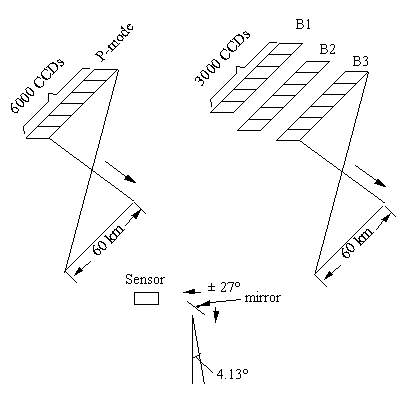 P-mode
6000 CCDs
60 km
B1
B2
B3
3000 CCDs
60 km
Sensor
± 27°
mirror
4.13°